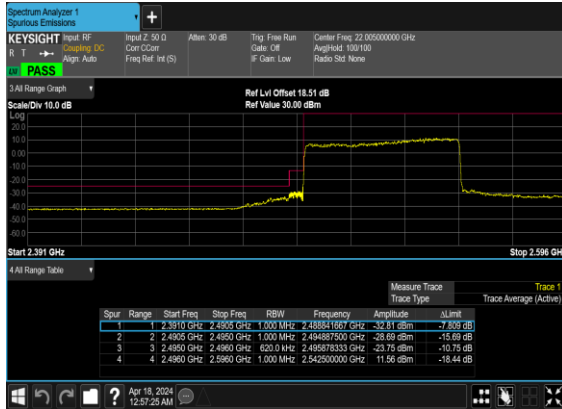 Spectrum Analyzer 1
Spurious Emissions
+
KEYSIGHT Input: RF Input Z: 50 Ω Atten: 30 dB Trig: Free Run Center Freq: 22.005000000 GHz
R T Coupling: DC Corr CCorr Gate: Off Avg|Hold: 100/100
Align: Auto Freq Ref: Int (S) IF Gain: Low Radio Std: None
PASS
3 All Range Graph
Ref Lvl Offset 18.51 dB
Scale/Div 10.0 dB Ref Value 30.00 dBm
Log
20.0
10.0
0.00
-10.0
-20.0
-30.0
-40.0
-50.0
-60.0
Start 2.391 GHz Stop 2.596 GH
4 All Range Table
Measure Trace Trace 1
Trace Type Trace Average (Active)
Spur Range Start Freq Stop Freq RBW Frequency Amplitude ΔLimit
1 1 2.3910 GHz 2.4905 GHz 1.000 MHz 2.488841667 GHz -32.81 dBm -7.809 dB
2 2 2.4905 GHz 2.4950 GHz 1.000 MHz 2.494887500 GHz -28.69 dBm -15.69 dB
3 3 2.4950 GHz 2.4960 GHz 620.0 kHz 2.495878333 GHz -23.75 dBm -10.75 dB
4 4 2.4960 GHz 2.5960 GHz 1.000 MHz 2.542500000 GHz 11.56 dBm -18.44 dB
? Apr 18, 2024
12:57:25 AM